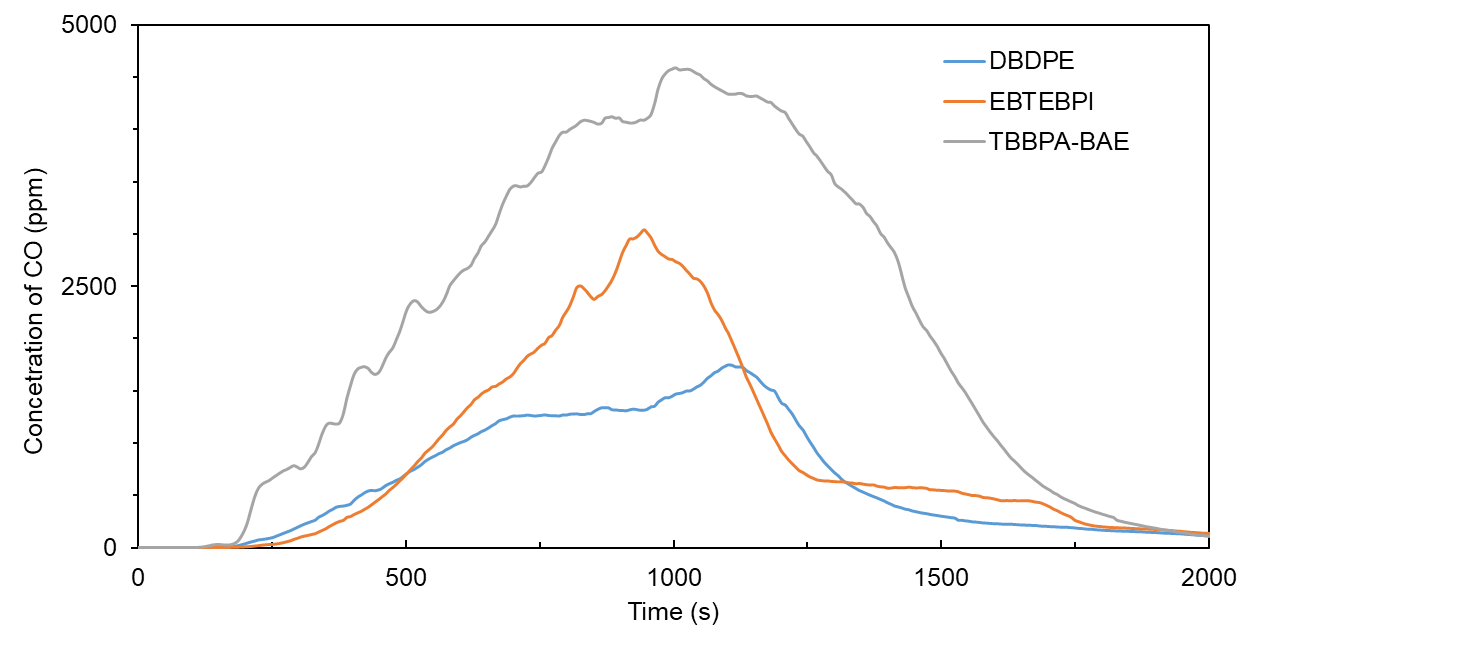 5000
2500
0
Concetration of CO (ppm)
DBDPE
EBTEBPI
TBBPA-BAE
0 500 1000 1500 2000
Time (s)